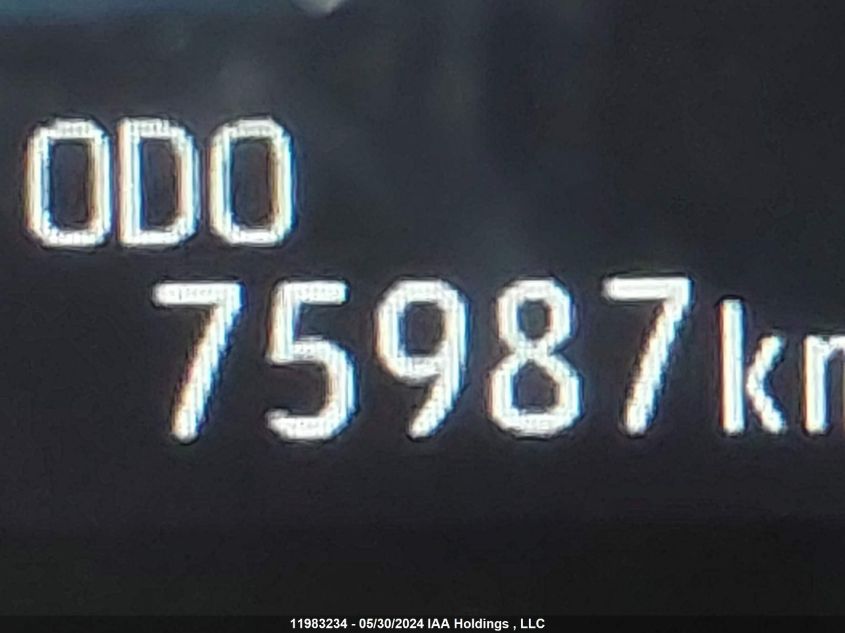 ODO
75987 km
11983234 - 05/30/2024 IAA Holdings , LLC